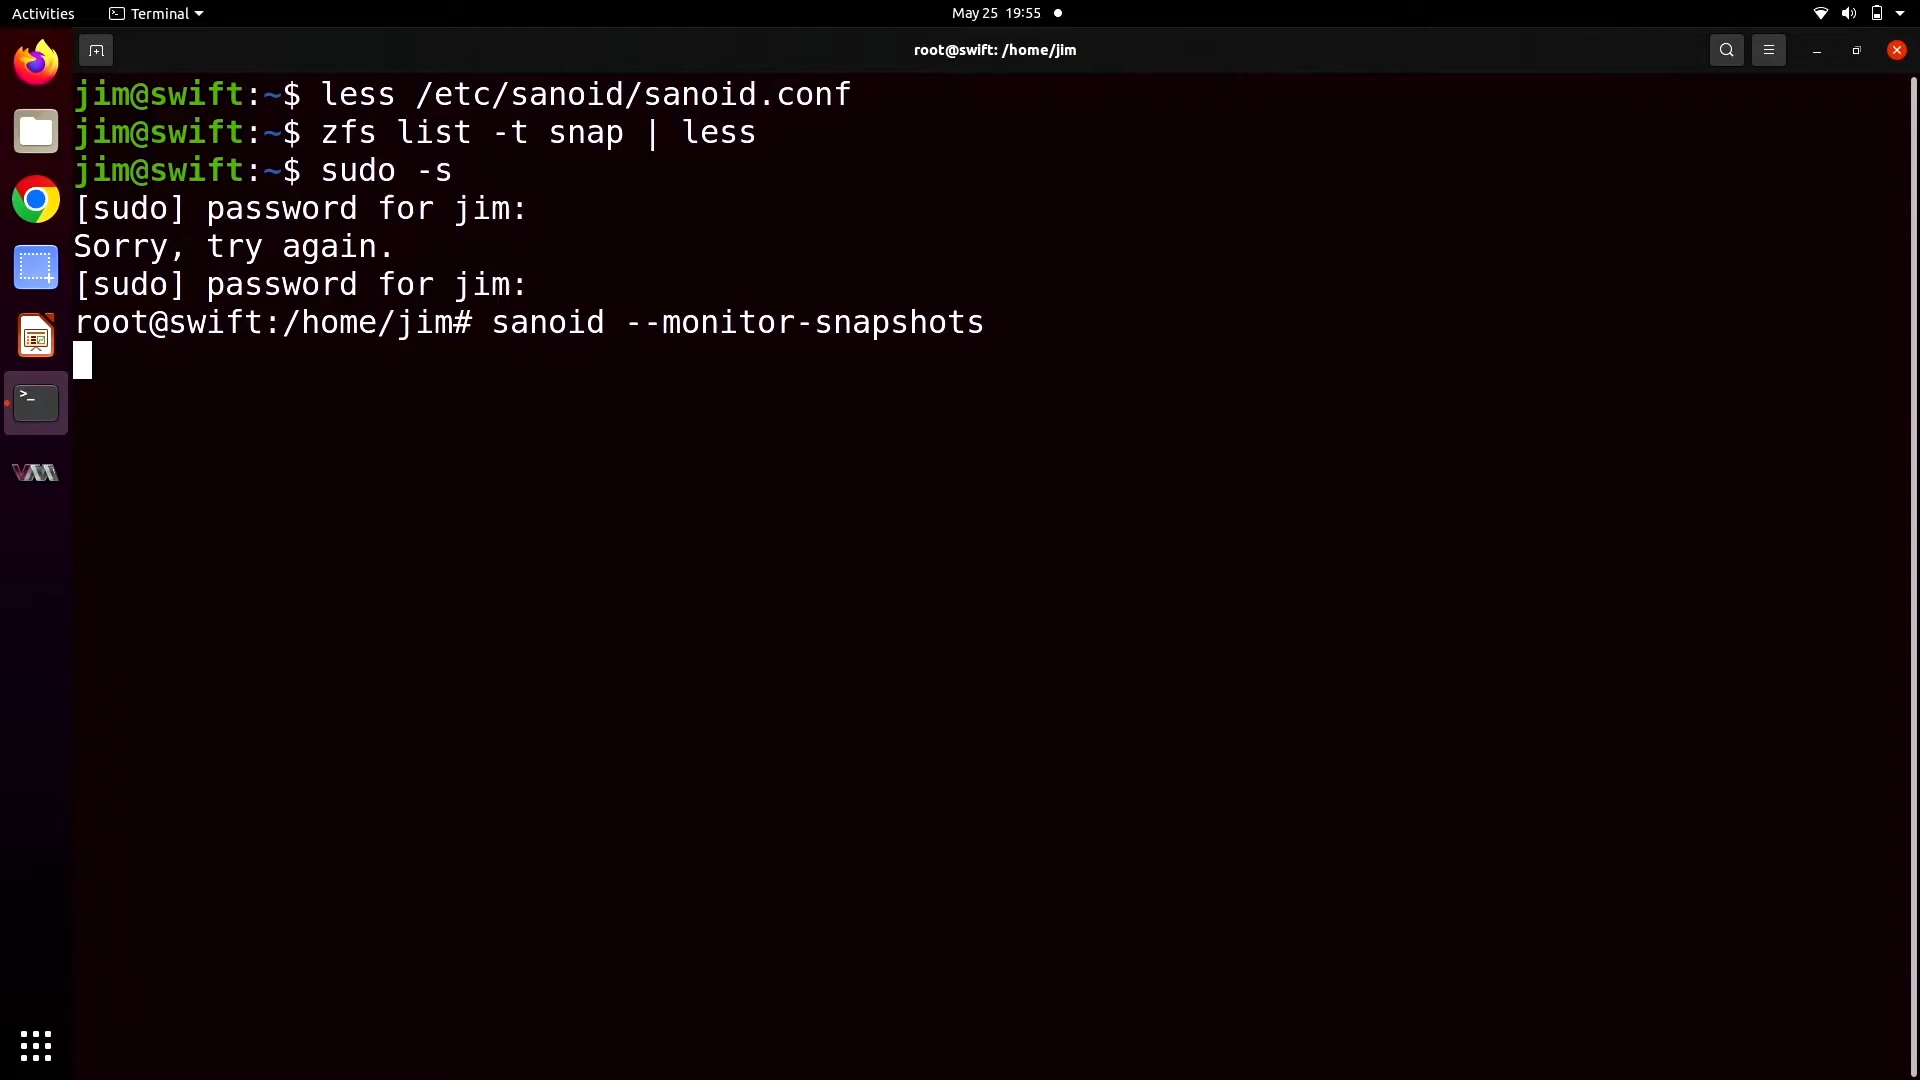 Activities
Terminal
May 25 19:55
root@swift: /home/jim
jim@swift:~$ less /etc/sanoid/sanoid.conf
jim@swift:~$ zfs list -t snap | less
jim@swift:~$ sudo -s
[sudo] password for jim:
Sorry, try again.
[sudo] password for jim:
root@swift:/home/jim# sanoid --monitor-snapshots